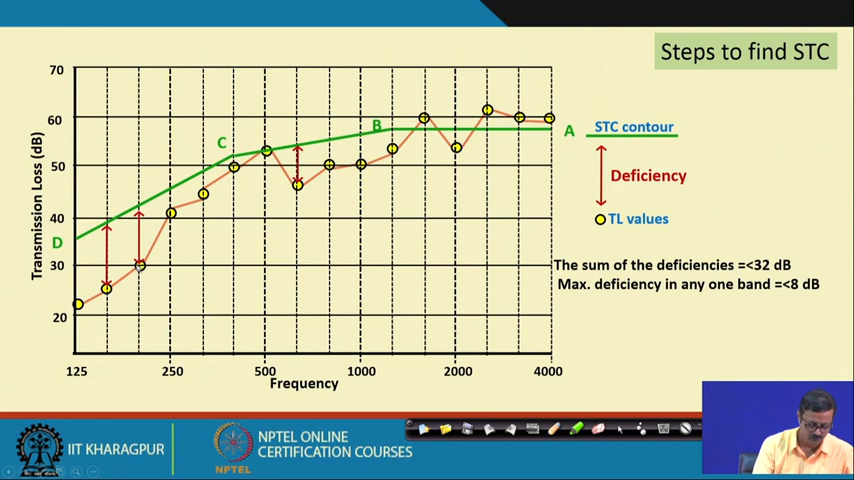 Steps to find STC
70
60
50
40
30
20
Transmission Loss (dB)
D
C
B
A
125
250
500
1000
2000
4000
Frequency
STC contour
Deficiency
TL values
The sum of the deficiencies =<32 dB
Max. deficiency in any one band =<8 dB
IIT KHARAGPUR
NPTEL
NPTEL ONLINE
CERTIFICATION COURSES